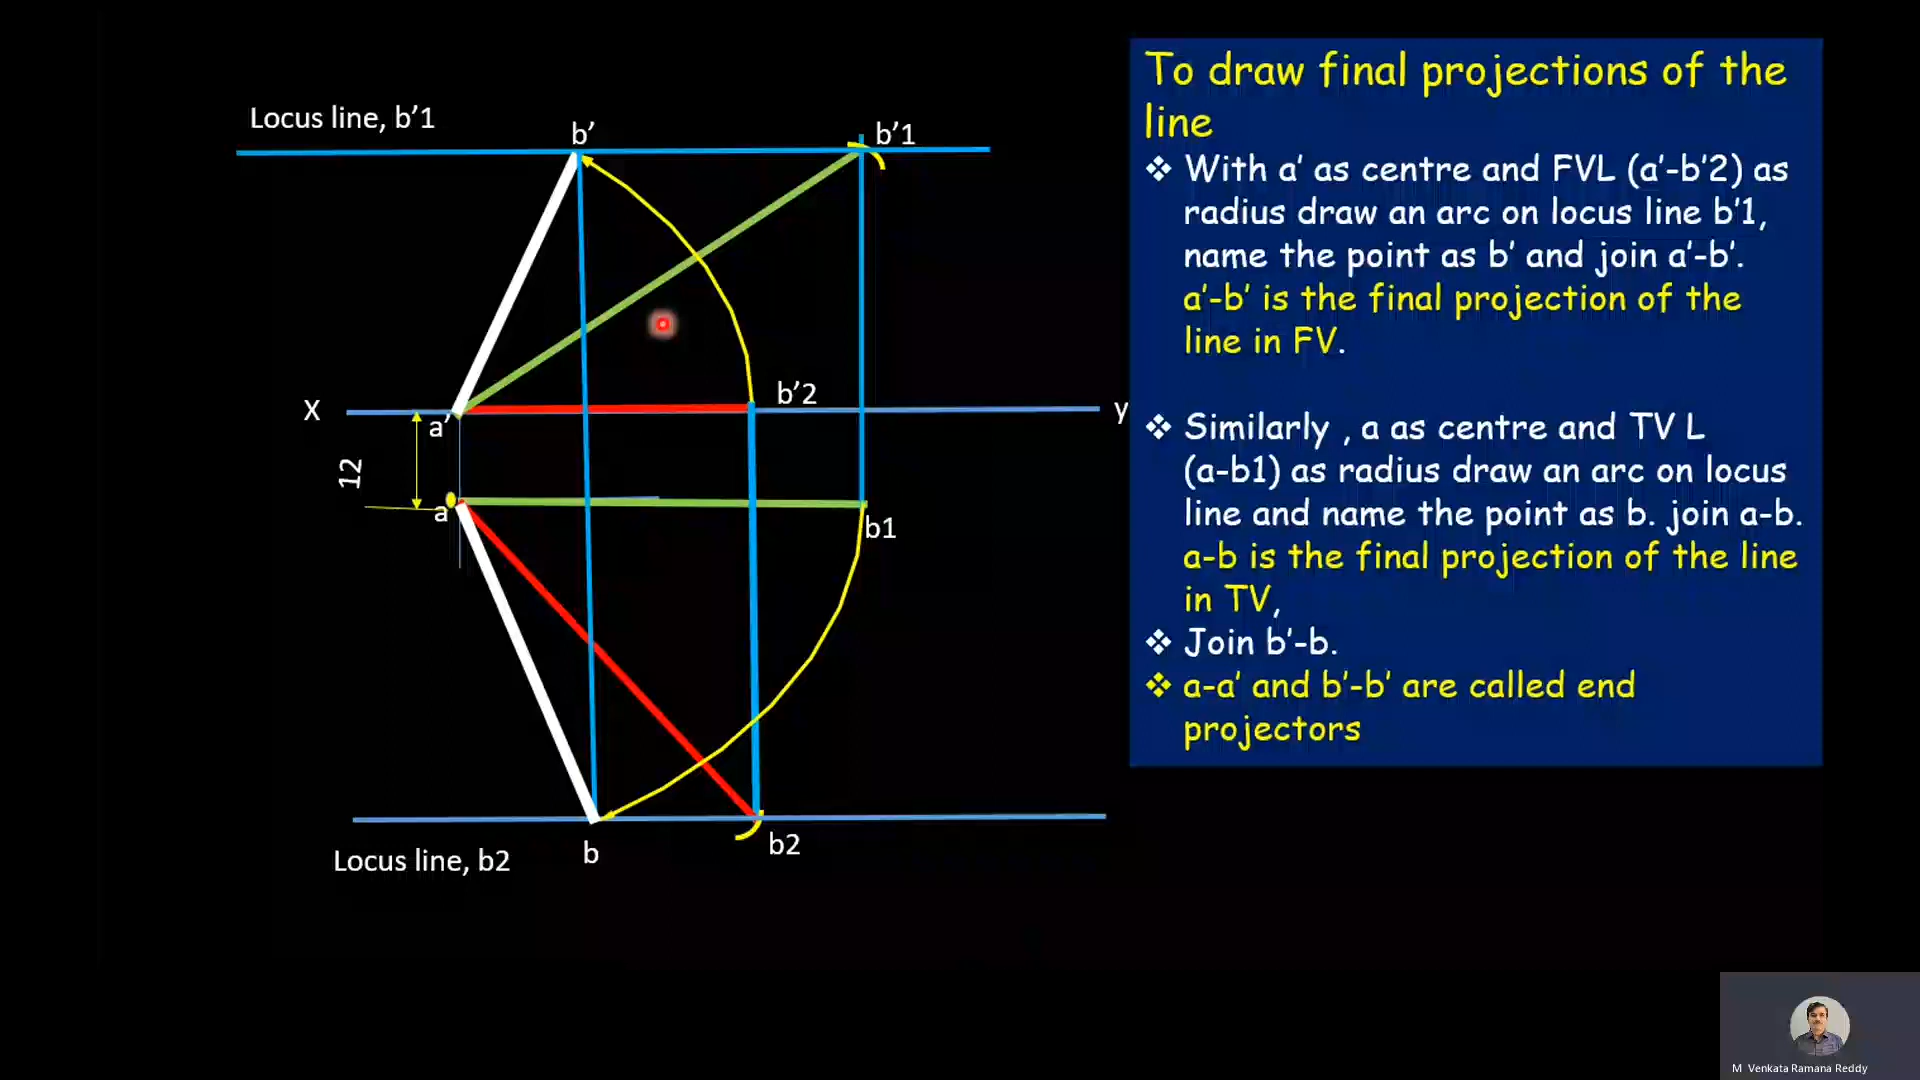 Locus line, b’1
b’
b’1
X
a’
b’2
y
12
a
b1
b
b2
Locus line, b2
To draw final projections of the
line
❖ With a’ as centre and FVL (a’-b’2) as
radius draw an arc on locus line b’1,
name the point as b’ and join a’-b’.
a’-b’ is the final projection of the
line in FV.
❖ Similarly , a as centre and TV L
(a-b1) as radius draw an arc on locus
line and name the point as b. join a-b.
a-b is the final projection of the line
in TV,
❖ Join b’-b.
❖ a-a’ and b’-b’ are called end
projectors
M Venkata Ramana Reddy